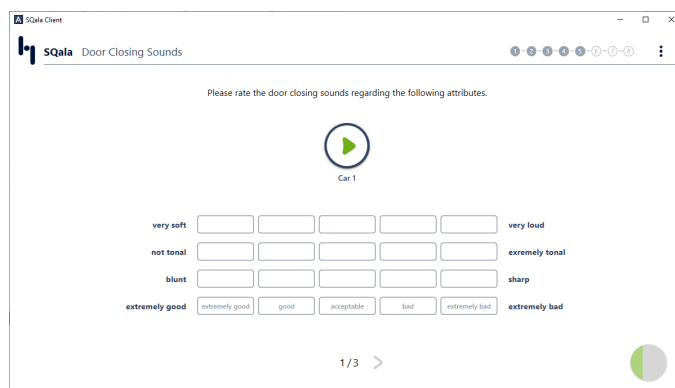 SQala Client
SQala Door Closing Sounds
1 2 3 4 5 6 7 8
Please rate the door closing sounds regarding the following attributes.
Car 1
very soft very loud
not tonal exremely tonal
blunt sharp
extremely good extremely good good acceptable bad extremely bad extremely bad
1 / 3